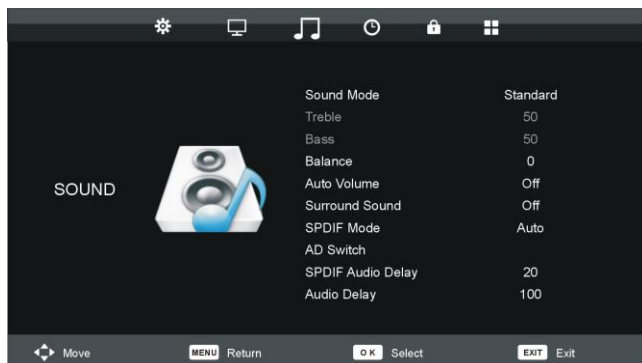 Sound Mode Standard
Treble 50
Bass 50
Balance 0
SOUND
Auto Volume Off
Surround Sound Off
SPDIF Mode Auto
AD Switch
SPDIF Audio Delay 20
Audio Delay 100
Move MENU Return OK Select EXIT Exit